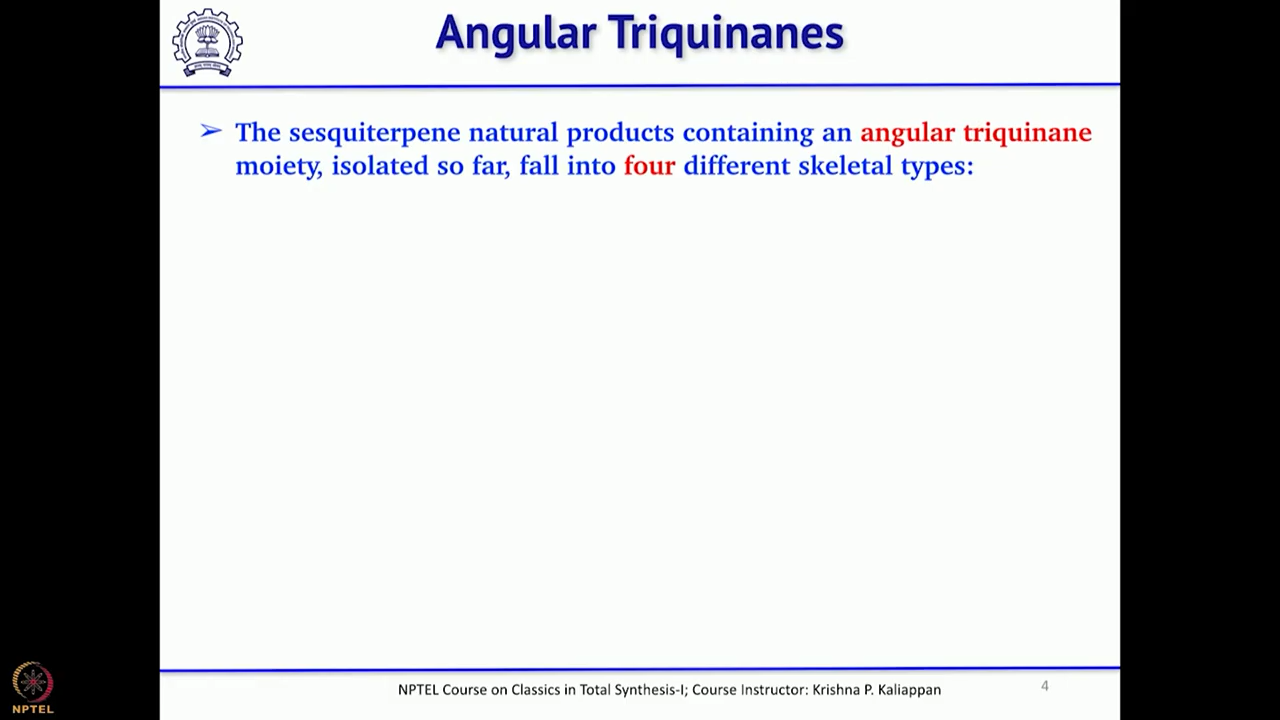 Angular Triquinanes
➢ The sesquiterpene natural products containing an angular triquinane
moiety, isolated so far, fall into four different skeletal types:
NPTEL Course on Classics in Total Synthesis-I; Course Instructor: Krishna P. Kaliappan
4
NPTEL